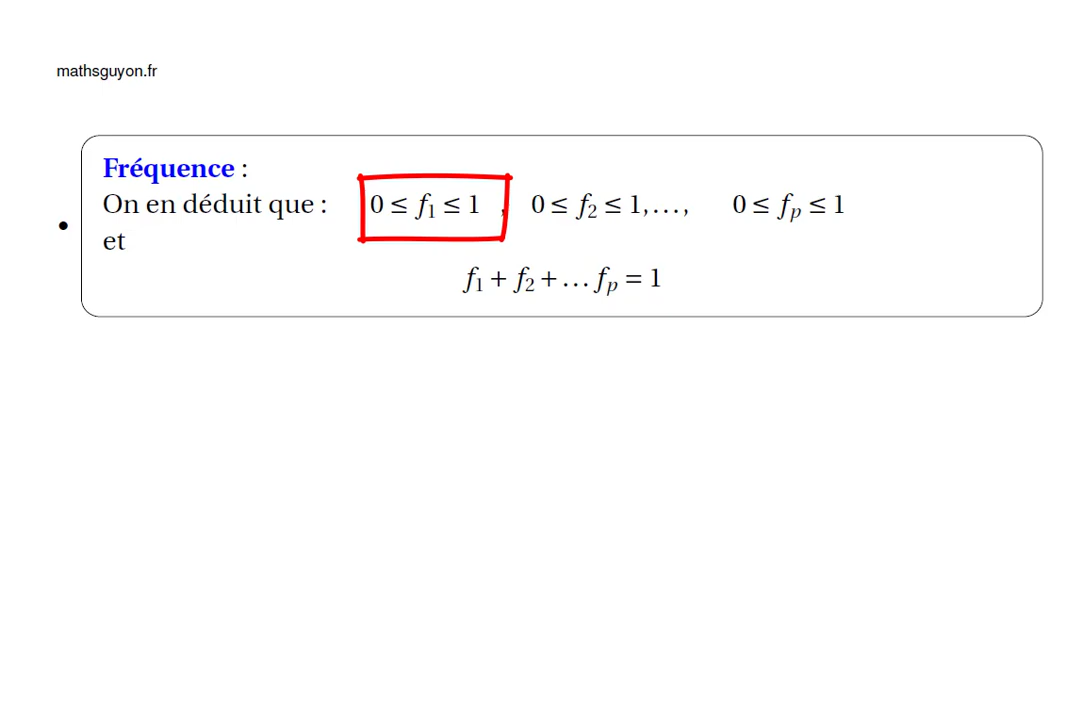 mathsguyon.fr
Fréquence :
On en déduit que : 0 ≤ f₁ ≤ 1 , 0 ≤ f₂ ≤ 1,..., 0 ≤ fₚ ≤ 1
et
f₁ + f₂ + ... fₚ = 1